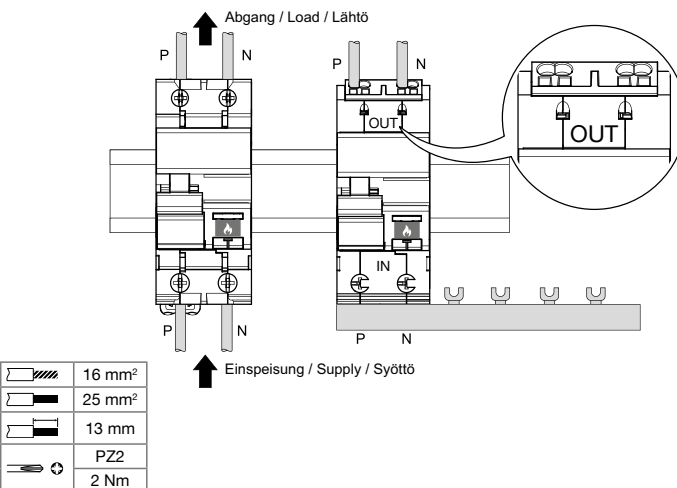 Abgang / Load / Lähtö
P N
P N
OUT
OUT
IN
P N
P N
Einspeisung / Supply / Syöttö
16 mm²
25 mm²
13 mm
PZ2
2 Nm